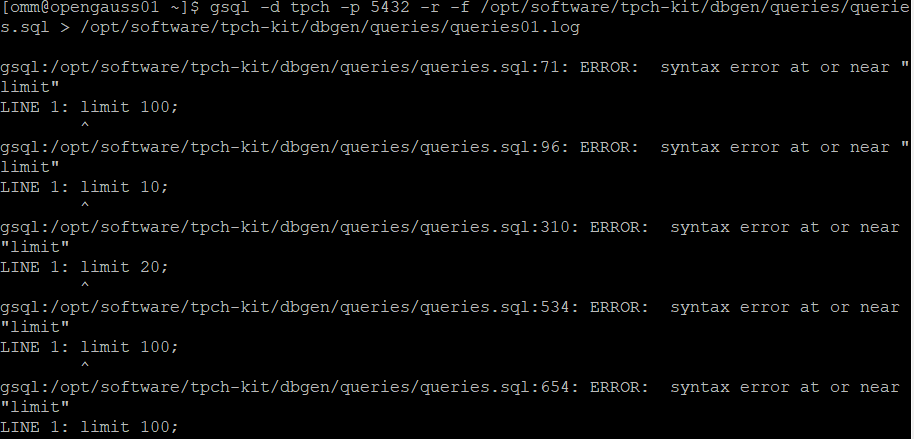 [omm@opengauss01 ~]$ gsql -d tpch -p 5432 -r -f /opt/software/tpch-kit/dbgen/queries/querie
s.sql > /opt/software/tpch-kit/dbgen/queries/queries01.log
gsql:/opt/software/tpch-kit/dbgen/queries/queries.sql:71: ERROR:  syntax error at or near "
limit"
LINE 1: limit 100;
        ^
gsql:/opt/software/tpch-kit/dbgen/queries/queries.sql:96: ERROR:  syntax error at or near "
limit"
LINE 1: limit 10;
        ^
gsql:/opt/software/tpch-kit/dbgen/queries/queries.sql:310: ERROR:  syntax error at or near
"limit"
LINE 1: limit 20;
        ^
gsql:/opt/software/tpch-kit/dbgen/queries/queries.sql:534: ERROR:  syntax error at or near
"limit"
LINE 1: limit 100;
        ^
gsql:/opt/software/tpch-kit/dbgen/queries/queries.sql:654: ERROR:  syntax error at or near
"limit"
LINE 1: limit 100;